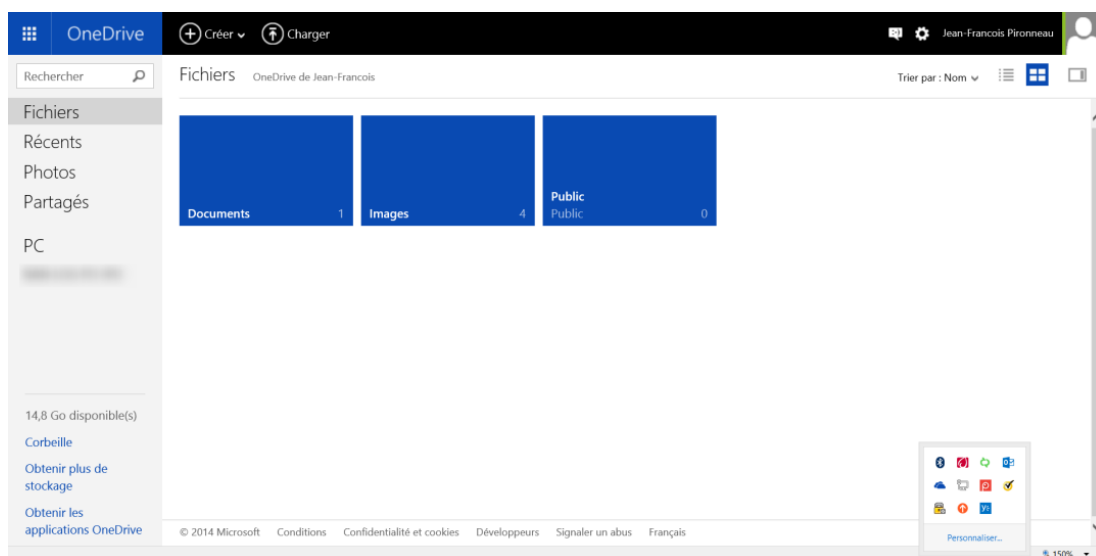 OneDrive
Créer
Charger
Jean-Francois Pironneau
Rechercher
Fichiers OneDrive de Jean-Francois
Trier par : Nom
Fichiers
Récents
Photos
Partagés
PC
Documents 1
Images 4
Public
Public 0
14,8 Go disponible(s)
Corbeille
Obtenir plus de
stockage
Obtenir les
applications OneDrive
© 2014 Microsoft Conditions Confidentialité et cookies Développeurs Signaler un abus Français
Personnaliser...
150%